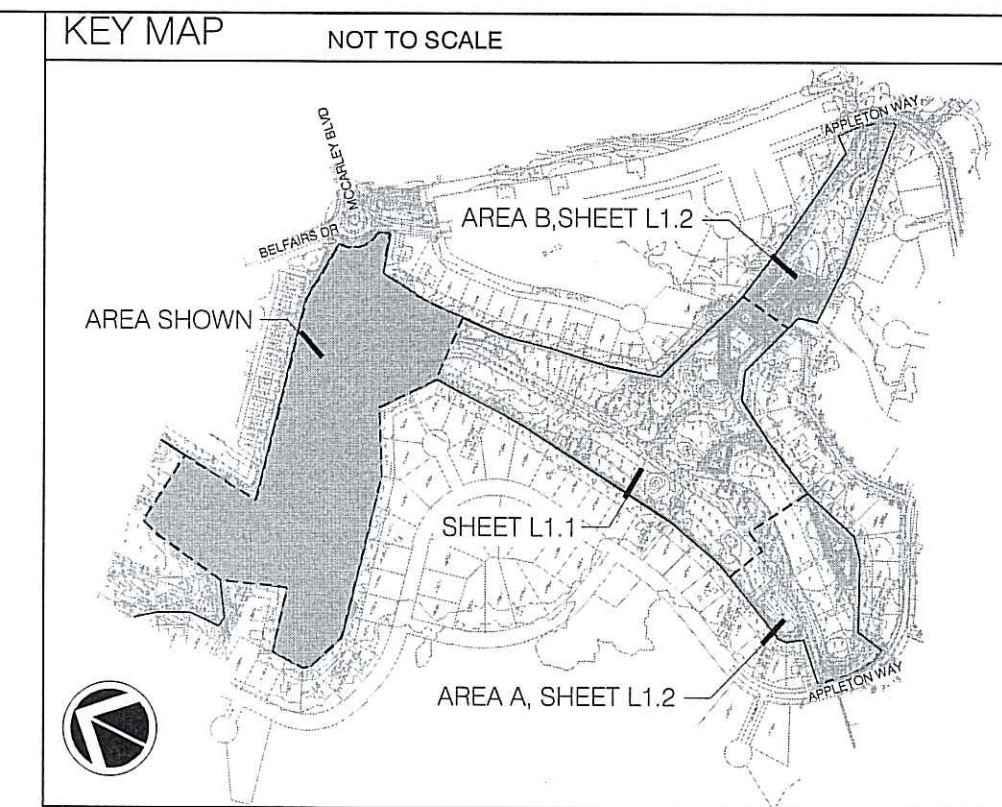 KEY MAP NOT TO SCALE
MCCARLEY BLVD
APPLETON WAY
BELFAIRS DR
AREA B,SHEET L1.2
AREA SHOWN
SHEET L1.1
AREA A, SHEET L1.2
APPLETON WAY